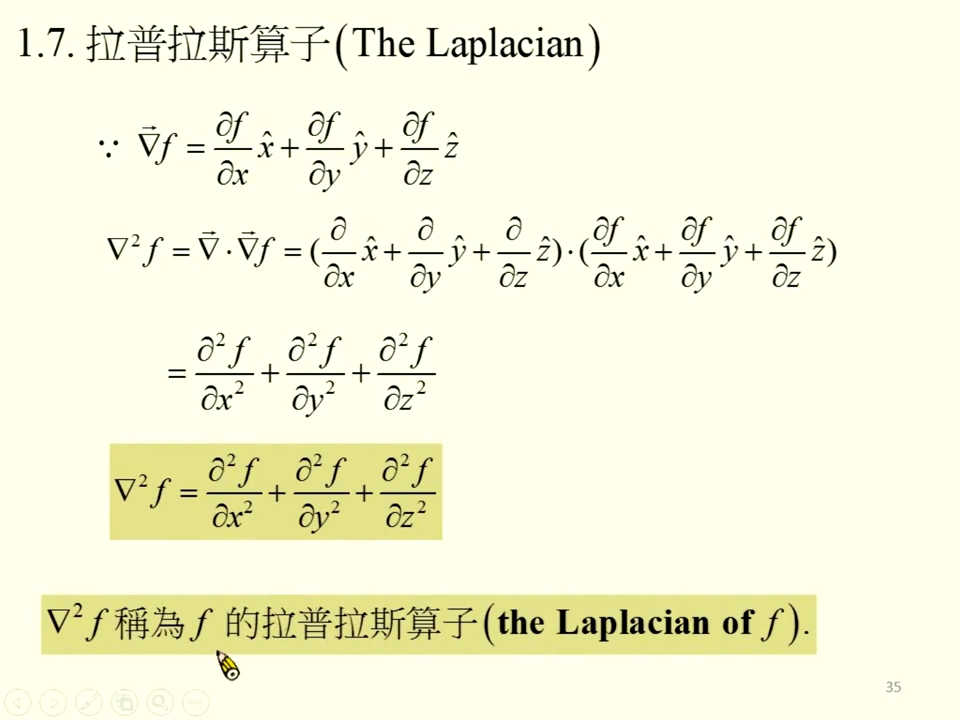 1.7. 拉普拉斯算子(The Laplacian)
∵ ∇⃗f = ∂f/∂x x̂ + ∂f/∂y ŷ + ∂f/∂z ẑ
∇²f = ∇⃗·∇⃗f = (∂/∂x x̂ + ∂/∂y ŷ + ∂/∂z ẑ)·(∂f/∂x x̂ + ∂f/∂y ŷ + ∂f/∂z ẑ)
= ∂²f/∂x² + ∂²f/∂y² + ∂²f/∂z²
∇²f = ∂²f/∂x² + ∂²f/∂y² + ∂²f/∂z²
∇²f 稱為 f 的拉普拉斯算子(the Laplacian of f).
35